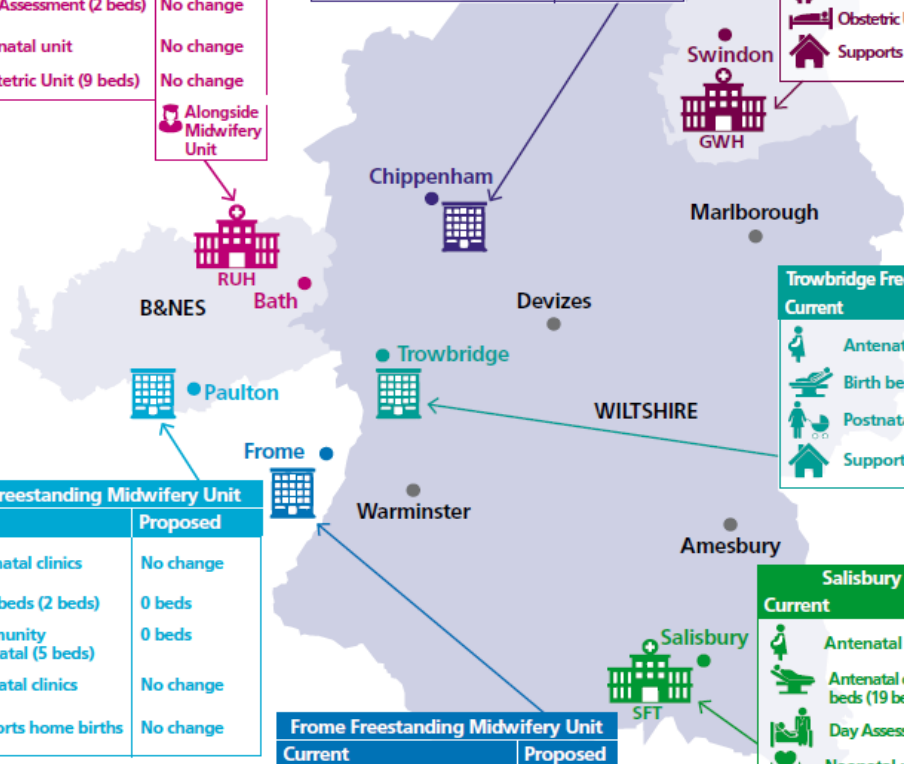 Assessment (2 beds) No change
natal unit No change
tetric Unit (9 beds) No change
Alongside
Midwifery
Unit
Obstetric
Supports
Swindon
GWH
Chippenham
Marlborough
RUH
Bath
B&NES
Devizes
Trowbridge Fre
Current
Antenat
Birth be
Postnat
Support
Trowbridge
Paulton
WILTSHIRE
Frome
Warminster
Amesbury
reestanding Midwifery Unit
Proposed
natal clinics No change
beds (2 beds) 0 beds
munity 0 beds
atal (5 beds)
atal clinics No change
orts home births No change
Salisbury
Current
Antenatal
Antenatal
beds (19 be
Day Assess
Neonatal
Salisbury
SFT
Frome Freestanding Midwifery Unit
Current Proposed